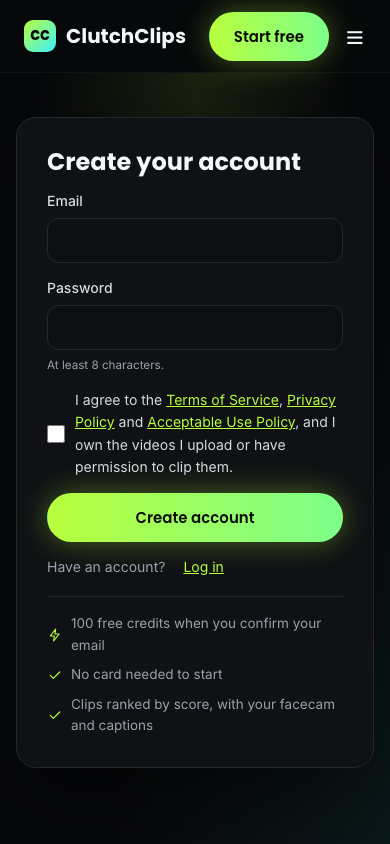 CC ClutchClips
Start free
Create your account
Email
Password
At least 8 characters.
I agree to the Terms of Service, Privacy
Policy and Acceptable Use Policy, and I
own the videos I upload or have
permission to clip them.
Create account
Have an account? Log in
100 free credits when you confirm your
email
No card needed to start
Clips ranked by score, with your facecam
and captions